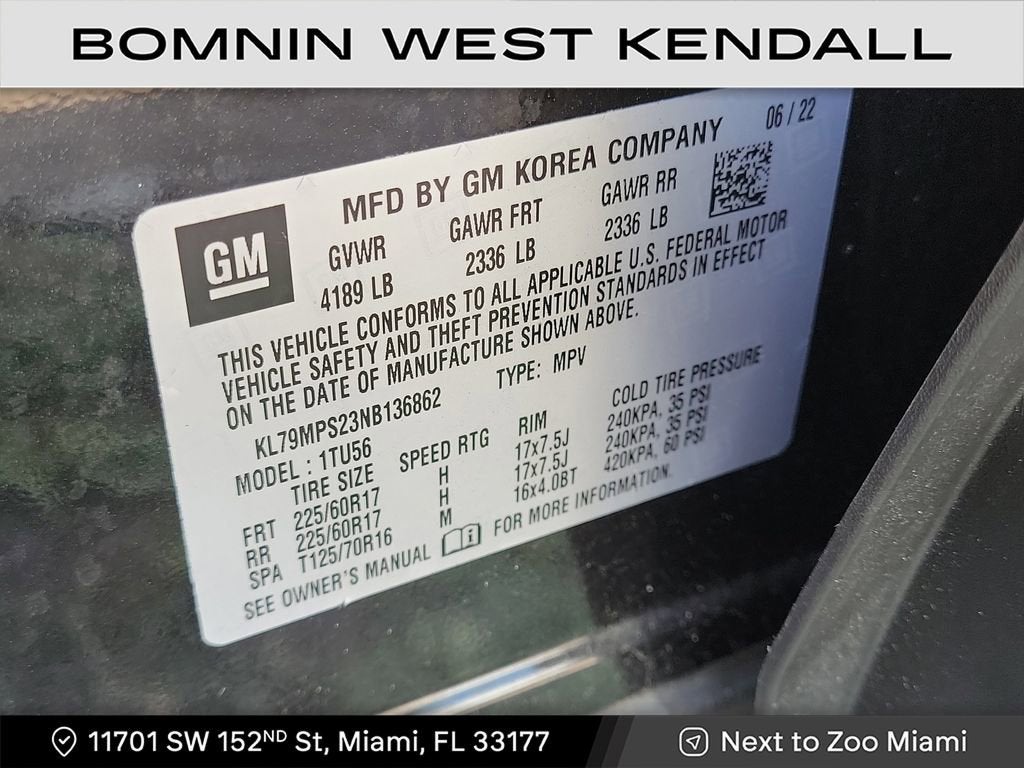 BOMNIN WEST KENDALL
MFD BY GM KOREA COMPANY 06 / 22
GM
GVWR GAWR FRT GAWR RR
4189 LB 2336 LB 2336 LB
THIS VEHICLE CONFORMS TO ALL APPLICABLE U.S. FEDERAL MOTOR
VEHICLE SAFETY AND THEFT PREVENTION STANDARDS IN EFFECT
ON THE DATE OF MANUFACTURE SHOWN ABOVE.
KL79MPS23NB136862 TYPE: MPV
MODEL : 1TU56
TIRE SIZE SPEED RTG RIM COLD TIRE PRESSURE
FRT 225/60R17 H 17x7.5J 240KPA, 35 PSI
RR 225/60R17 H 17x7.5J 240KPA, 35 PSI
SPA T125/70R16 M 16x4.0BT 420KPA, 60 PSI
SEE OWNER'S MANUAL FOR MORE INFORMATION.
11701 SW 152ND St, Miami, FL 33177
Next to Zoo Miami